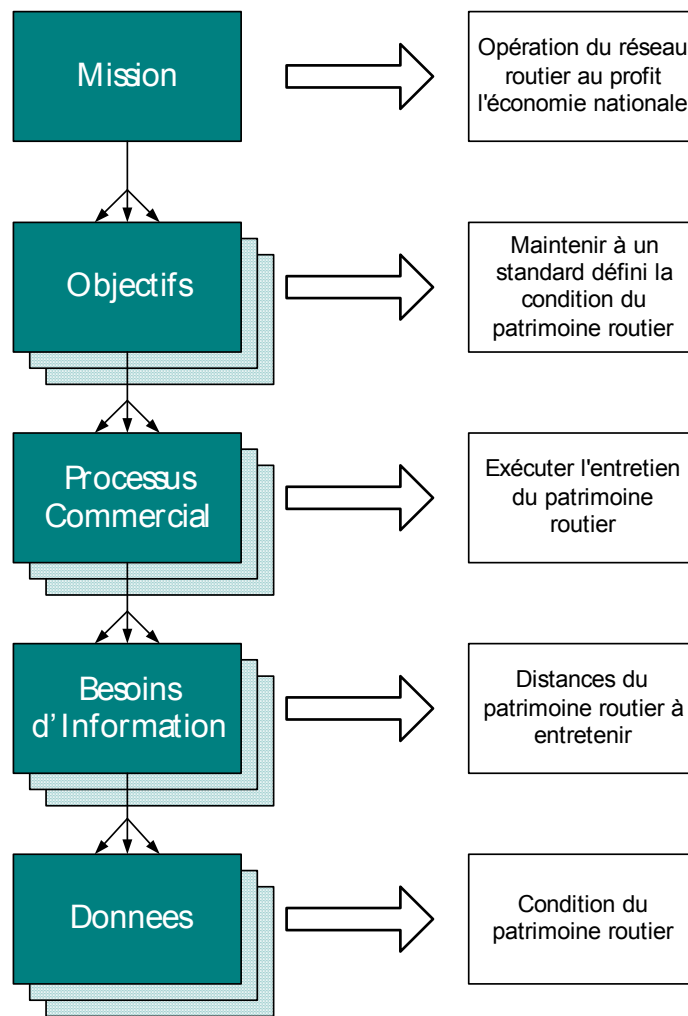 Mission
Opération du réseau
routier au profit
l'économie nationale
Objectifs
Maintenir à un
standard défini la
condition du
patrimoine routier
Processus
Commercial
Exécuter l'entretien
du patrimoine
routier
Besoins
d'Information
Distances du
patrimoine routier à
entretenir
Donnees
Condition du
patrimoine routier